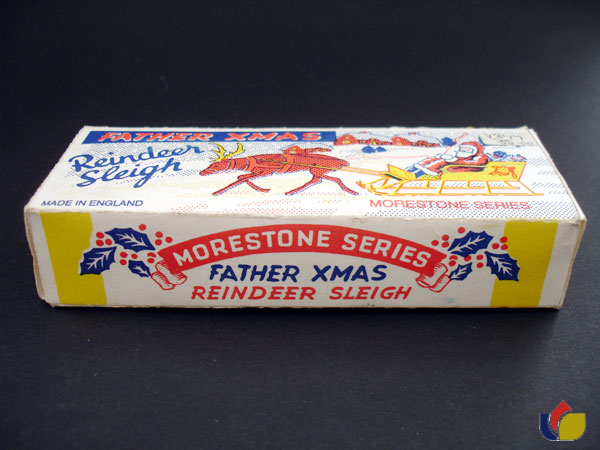 FATHER XMAS
Reindeer
Sleigh
MADE IN ENGLAND
MORESTONE SERIES
MORESTONE SERIES
FATHER XMAS
REINDEER SLEIGH